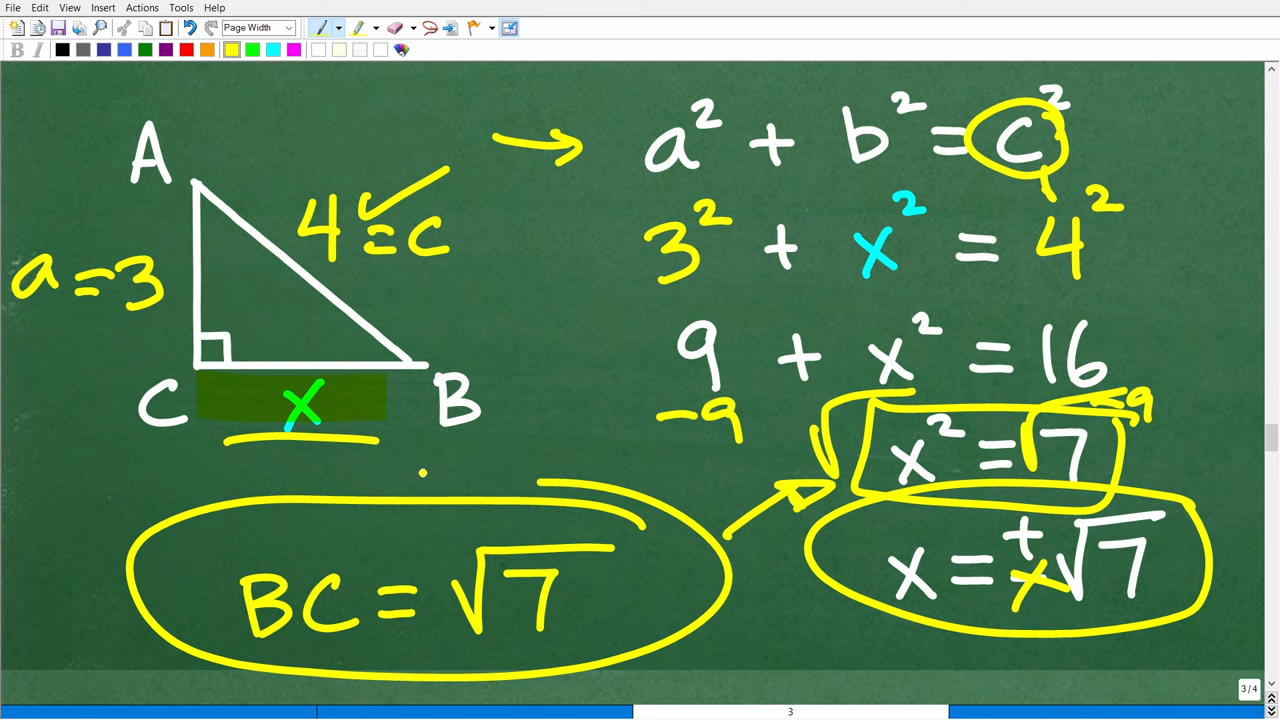 File Edit View Insert Actions Tools Help
Page Width
B I
A
a = 3
4 = c
C
x
B
a² + b² = c²
3² + x² = 4²
9 + x² = 16
-9 -9
x² = 7
x = ± √7
BC = √7
3 / 4
3